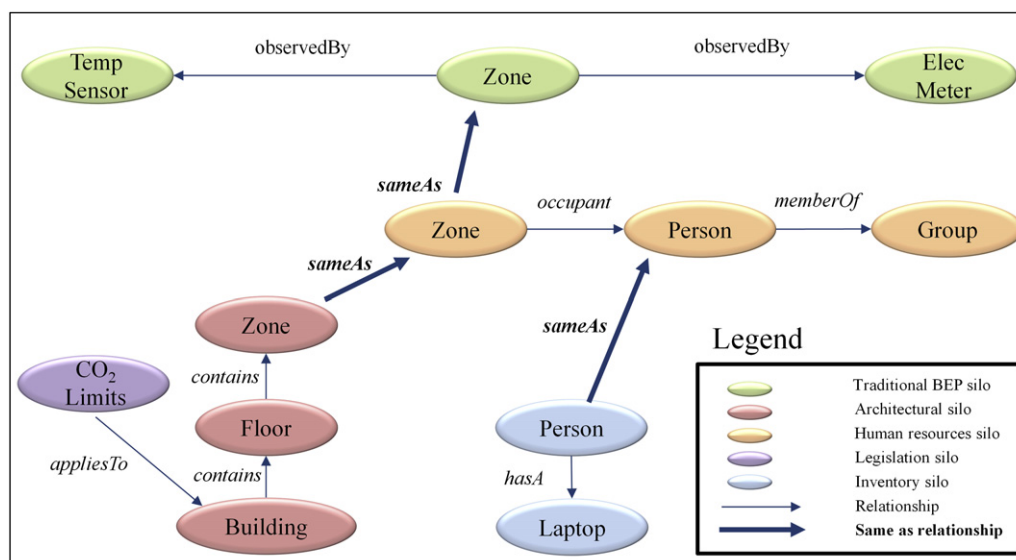 observedBy
observedBy
Temp
Sensor
Zone
Elec
Meter
sameAs
occupant
memberOf
Zone
Person
Group
sameAs
Zone
sameAs
CO₂
Limits
contains
Floor
Person
appliesTo
contains
hasA
Building
Laptop
Legend
Traditional BEP silo
Architectural silo
Human resources silo
Legislation silo
Inventory silo
Relationship
Same as relationship